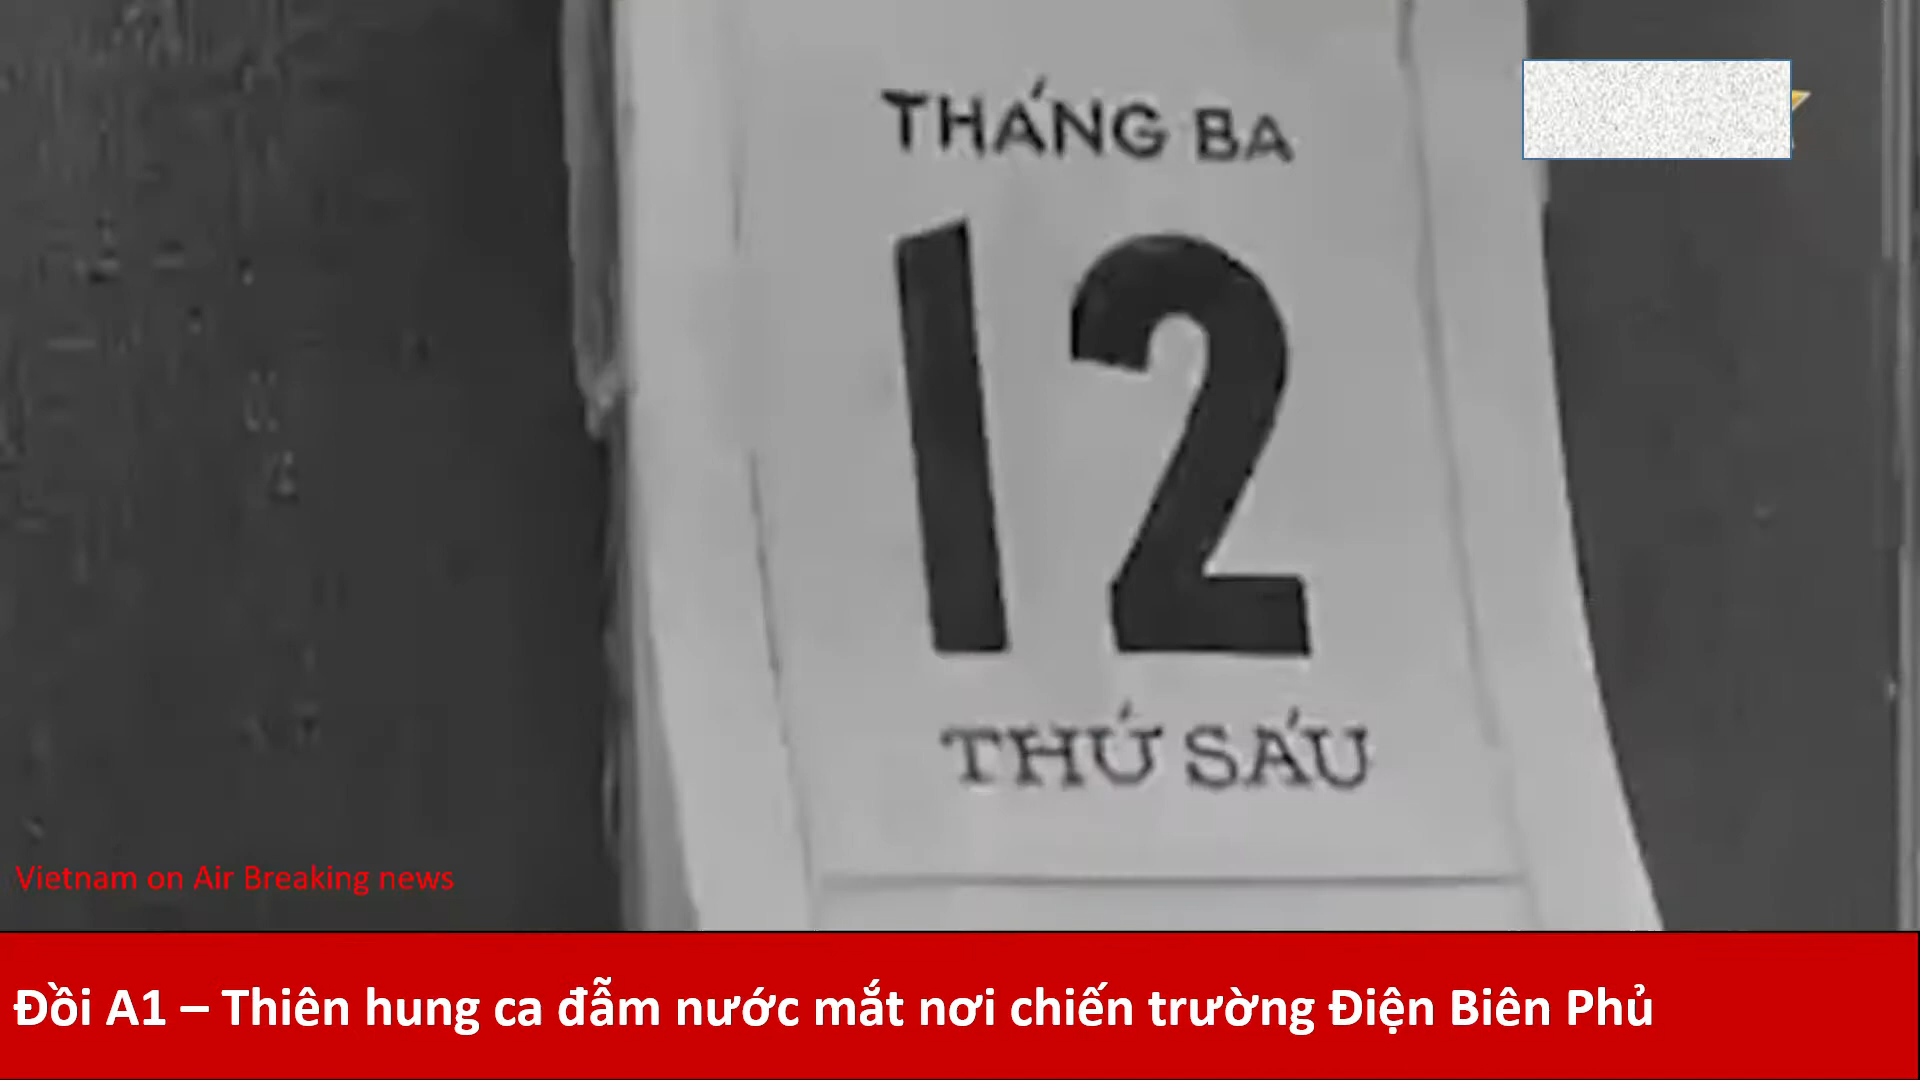 THÁNG BA
12
THỨ SÁU
Vietnam on Air Breaking news
Đồi A1 – Thiên hung ca đẫm nước mắt nơi chiến trường Điện Biên Phủ